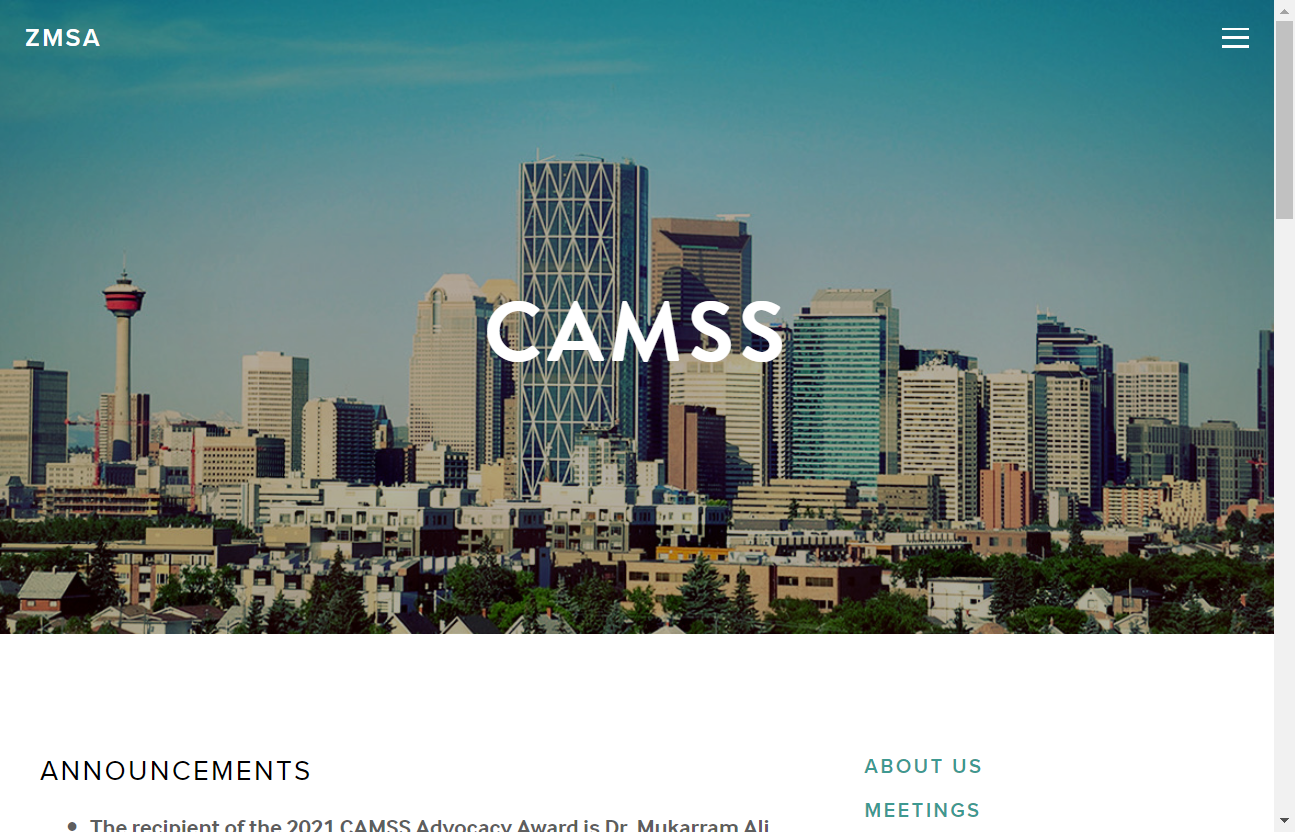 ZMSA
CAMSS
ANNOUNCEMENTS
ABOUT US
MEETINGS
• The recipient of the 2021 CAMSS Advocacy Award is Dr. Mukarram Ali